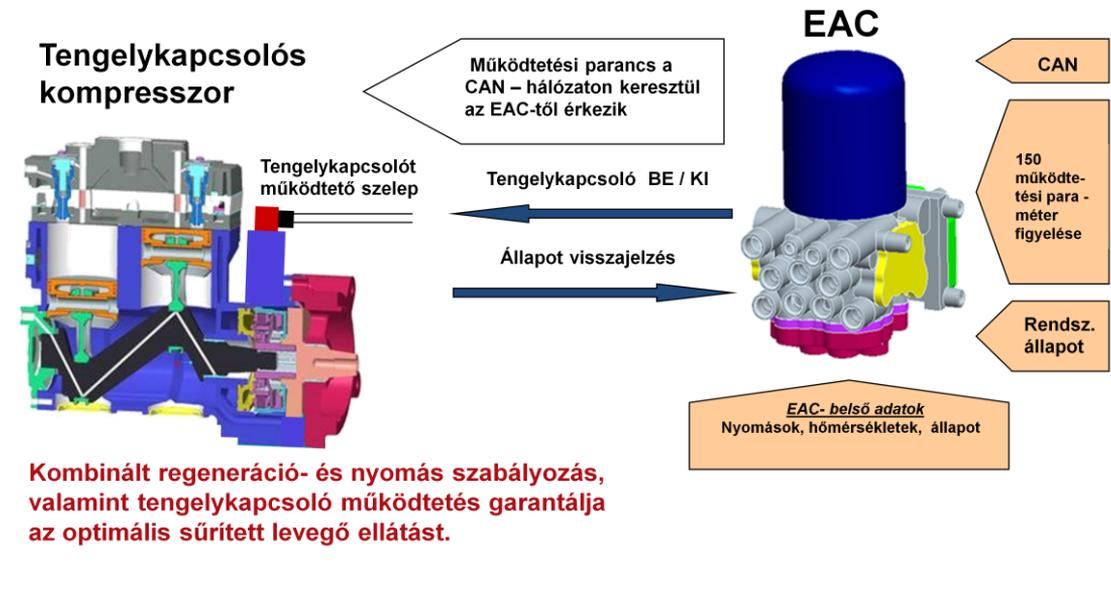 EAC
Tengelykapcsolós
kompresszor
Működtetési parancs a
CAN – hálózaton keresztül
az EAC-től érkezik
CAN
Tengelykapcsolót
működtető szelep
Tengelykapcsoló BE / KI
Állapot visszajelzés
150
működte-
tési para -
méter
figyelése
Rendsz.
állapot
EAC- belső adatok
Nyomások, hőmérsékletek, állapot
Kombinált regeneráció- és nyomás szabályozás,
valamint tengelykapcsoló működtetés garantálja
az optimális sűrített levegő ellátást.